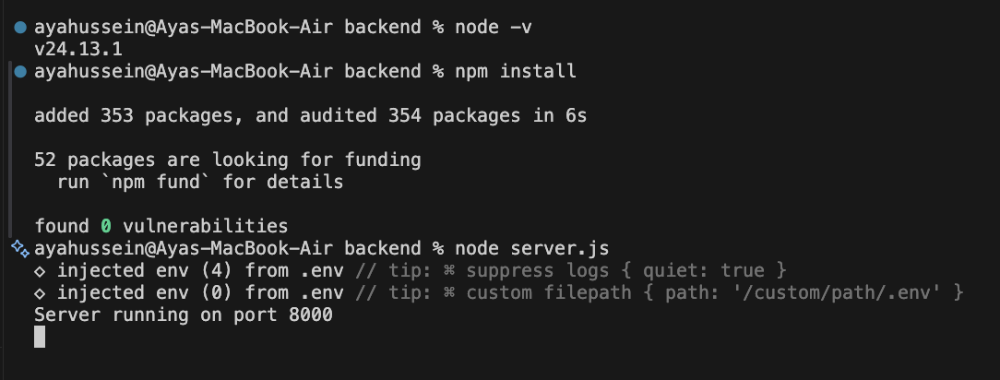 ayahussein@Ayas-MacBook-Air backend % node -v
v24.13.1
ayahussein@Ayas-MacBook-Air backend % npm install
added 353 packages, and audited 354 packages in 6s
52 packages are looking for funding
  run `npm fund` for details
found 0 vulnerabilities
ayahussein@Ayas-MacBook-Air backend % node server.js
◇ injected env (4) from .env // tip: ⌘ suppress logs { quiet: true }
◇ injected env (0) from .env // tip: ⌘ custom filepath { path: '/custom/path/.env' }
Server running on port 8000